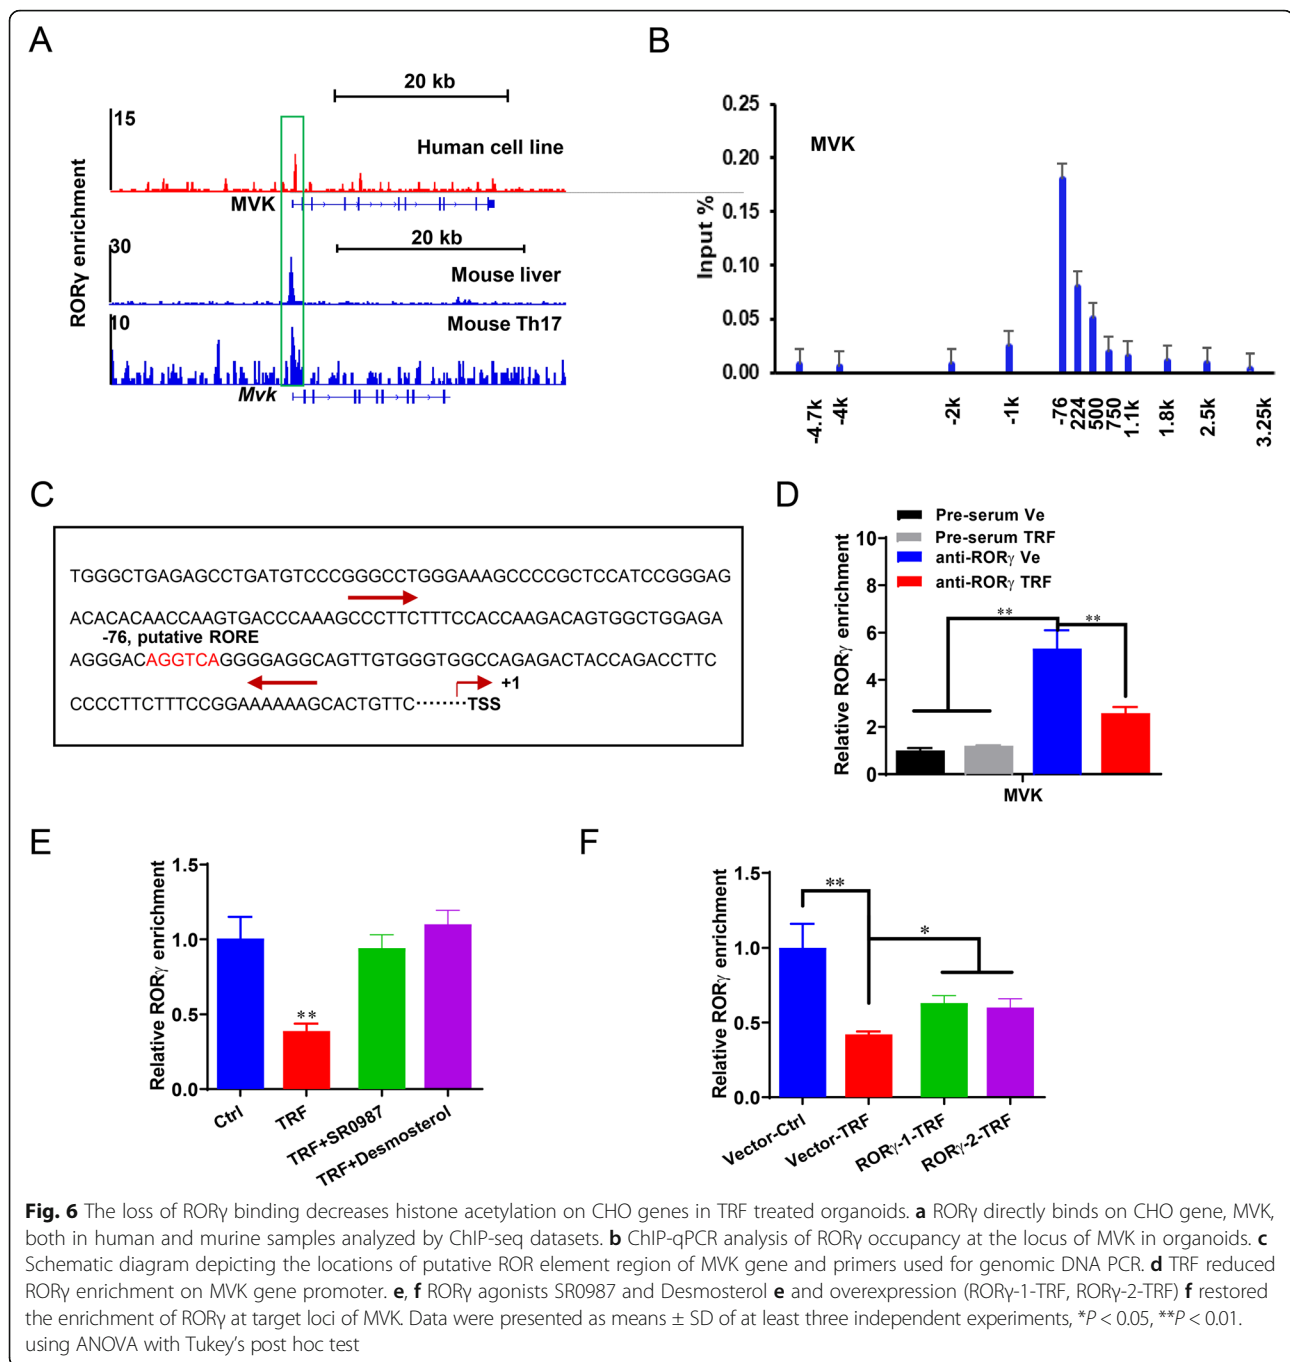 A
20 kb
15
Human cell line
MVK
20 kb
30
Mouse liver
10
Mouse Th17
Mvk
RORγ enrichment
B
0.25
0.20
0.15
0.10
0.05
0.00
Input %
MVK
-4.7k
-4k
-2k
-1k
-76
224
500
750
1.1k
1.8k
2.5k
3.25k
C
TGGGCTGAGAGCCTGATGTCCCGGGCCTGGGAAAGCCCCGCTCCATCCGGGAG
ACACACAACCAAGTGACCCAAAGCCCTTCTTTCCACCAAGACAGTGGCTGGAGA
-76, putative RORE
AGGGACAGGTCAGGGGAGGCAGTTGTGGGTGGCCAGAGACTACCAGACCTTC
+1
CCCCTTCTTTCCGGAAAAAAGCACTGTTC········TSS
D
Pre-serum Ve
Pre-serum TRF
anti-RORγ Ve
anti-RORγ TRF
10
8
6
4
2
0
Relative RORγ enrichment
**
**
MVK
E
1.5
1.0
0.5
0.0
Relative RORγ enrichment
**
Ctrl
TRF
TRF+SR0987
TRF+Desmosterol
F
1.5
1.0
0.5
0.0
Relative RORγ enrichment
**
*
Vector-Ctrl
Vector-TRF
RORγ-1-TRF
RORγ-2-TRF
Fig. 6 The loss of RORγ binding decreases histone acetylation on CHO genes in TRF treated organoids. a RORγ directly binds on CHO gene, MVK,
both in human and murine samples analyzed by ChIP-seq datasets. b ChIP-qPCR analysis of RORγ occupancy at the locus of MVK in organoids. c
Schematic diagram depicting the locations of putative ROR element region of MVK gene and primers used for genomic DNA PCR. d TRF reduced
RORγ enrichment on MVK gene promoter. e, f RORγ agonists SR0987 and Desmosterol e and overexpression (RORγ-1-TRF, RORγ-2-TRF) f restored
the enrichment of RORγ at target loci of MVK. Data were presented as means ± SD of at least three independent experiments, *P < 0.05, **P < 0.01.
using ANOVA with Tukey's post hoc test